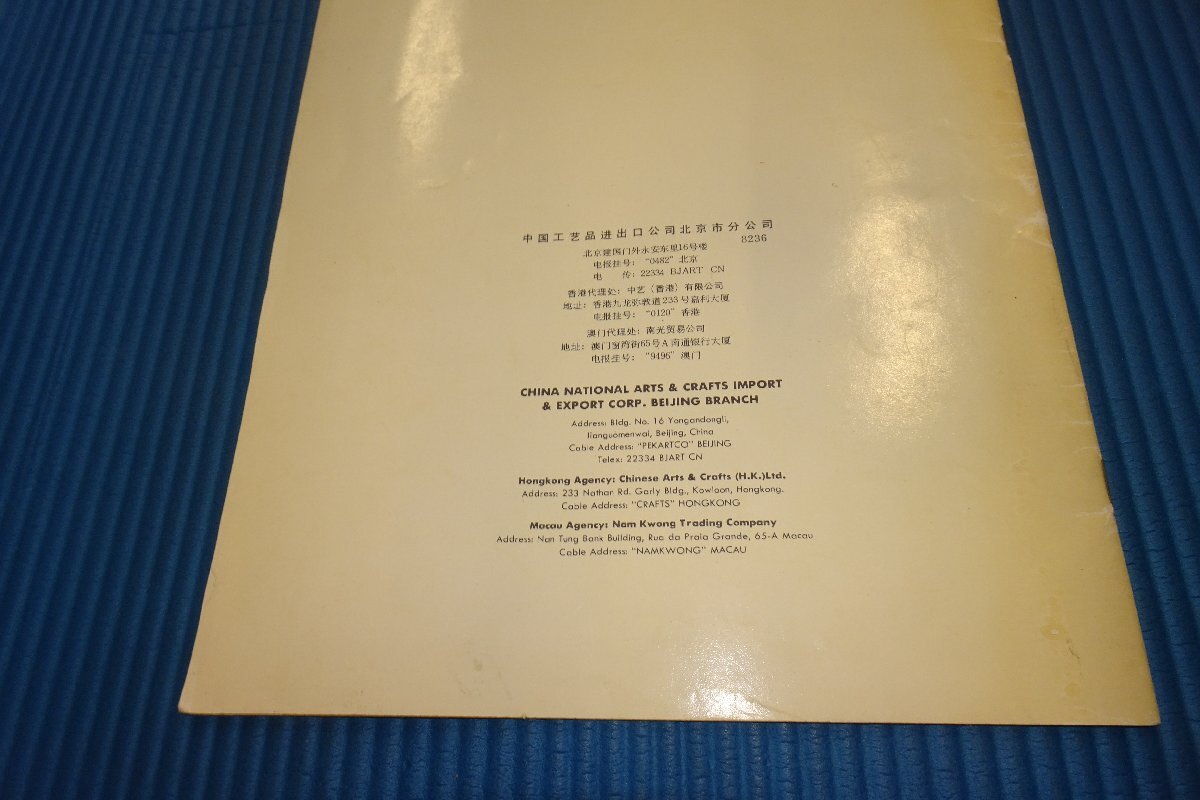 中国工艺品进出口公司北京市分公司
北京建国门外永安东里16号楼 3236
电报挂号："0482"北京
电 传：22334 BJART CN
香港代理处：中艺（香港）有限公司
地址：香港九龙弥敦道233号嘉利大厦
电报挂号："0120"香港
澳门代理处：南光贸易公司
地址：澳门南湾街65号A南通银行大厦
电报挂号："9496"澳门
CHINA NATIONAL ARTS & CRAFTS IMPORT
& EXPORT CORP. BEIJING BRANCH
Address: Bldg. No. 16 Yongandongli,
Jianguomenwai, Beijing, China
Cable Address: "PEKARTCO" BEIJING
Telex: 22334 BJART CN
Hongkong Agency: Chinese Arts & Crafts (H.K.)Ltd.
Address: 233 Nathar Rd. Garly Bldg., Kowloon, Hongkong.
Cable Address: "CRAFTS" HONGKONG
Macau Agency: Nam Kwong Trading Company
Address: Nan Tung Bank Building, Rua da Praia Grande, 65-A Macau
Cable Address: "NAMKWONG" MACAU